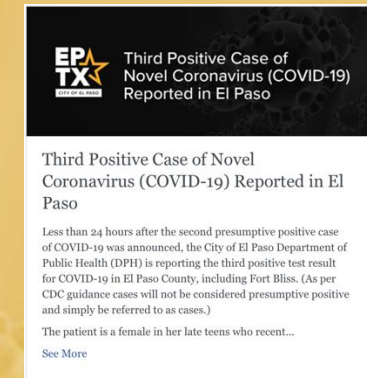 EP
TX
CITY OF EL PASO
Third Positive Case of
Novel Coronavirus (COVID-19)
Reported in El Paso
Third Positive Case of Novel
Coronavirus (COVID-19) Reported in El
Paso
Less than 24 hours after the second presumptive positive case
of COVID-19 was announced, the City of El Paso Department of
Public Health (DPH) is reporting the third positive test result
for COVID-19 in El Paso County, including Fort Bliss. (As per
CDC guidance cases will not be considered presumptive positive
and simply be referred to as cases.)
The patient is a female in her late teens who recent...
See More